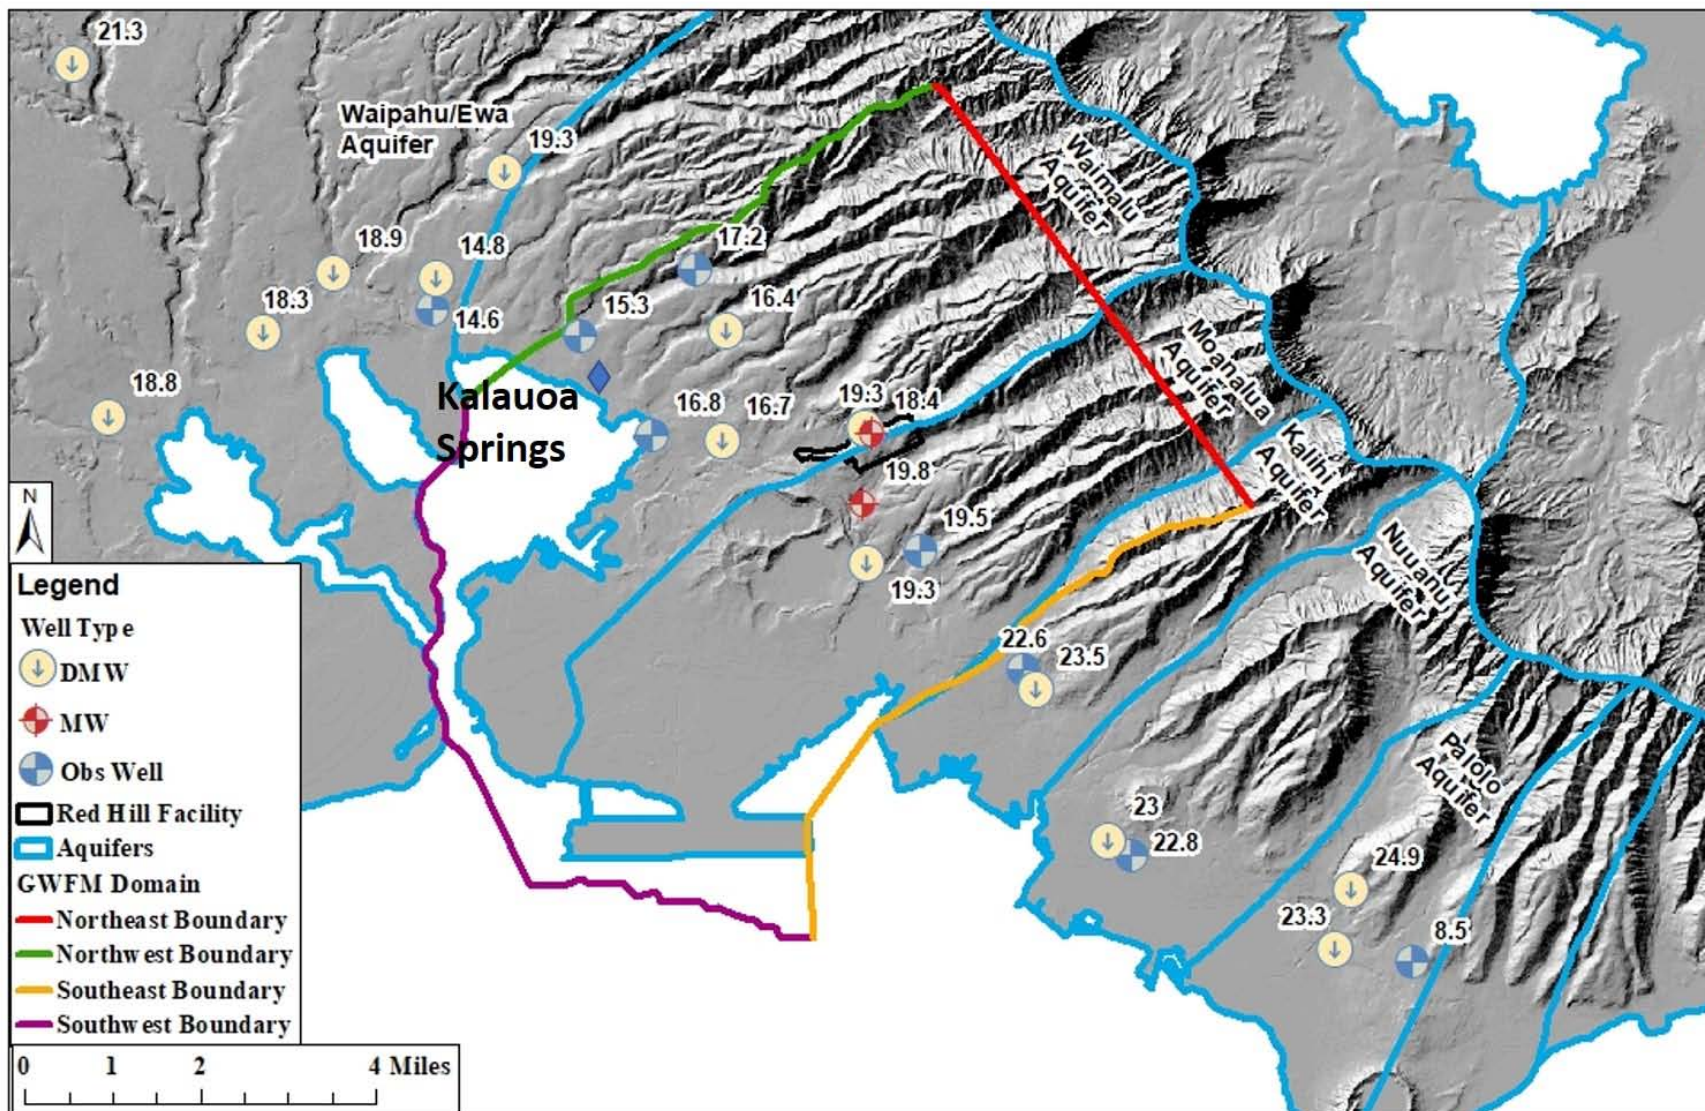 21.3
Waipahu/Ewa
Aquifer
19.3
Waimalu
Aquifer
17.2
18.9
14.8
18.3
14.6
15.3
16.4
Moanalua
Aquifer
18.8
Kalauoa
Springs
16.8
16.7
19.3
18.4
Kalihi
Aquifer
19.8
N
19.5
19.3
Nuuanu
Aquifer
22.6
23.5
Palolo
Aquifer
23
22.8
24.9
23.3
8.5
Legend
Well Type
DMW
MW
Obs Well
Red Hill Facility
Aquifers
GWFM Domain
Northeast Boundary
Northwest Boundary
Southeast Boundary
Southwest Boundary
0 1 2 4 Miles